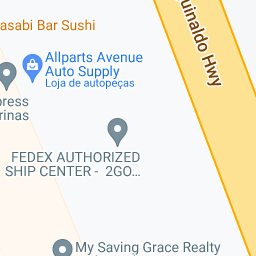 asabi Bar Sushi
Allparts Avenue
Auto Supply
Loja de autopeças
uinaldo Hwy
press
rinas
FEDEX AUTHORIZED
SHIP CENTER - 2GO...
My Saving Grace Realty